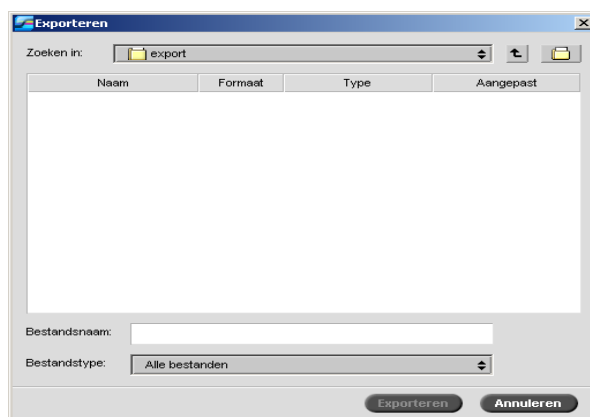 Exporteren
Zoeken in: export
Naam Formaat Type Aangepast
Bestandsnaam:
Bestandstype: Alle bestanden
Exporteren Annuleren